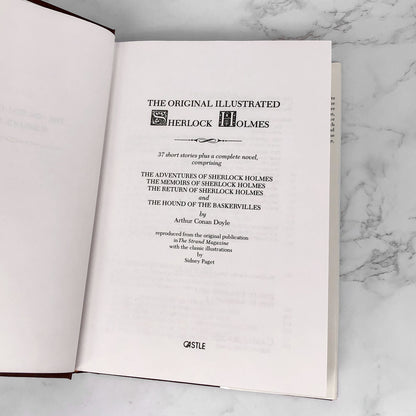 THE ORIGINAL ILLUSTRATED
SHERLOCK HOLMES
37 short stories plus a complete novel,
comprising
THE ADVENTURES OF SHERLOCK HOLMES
THE MEMOIRS OF SHERLOCK HOLMES
THE RETURN OF SHERLOCK HOLMES
and
THE HOUND OF THE BASKERVILLES
by
Arthur Conan Doyle
reproduced from the original publication
in The Strand Magazine
with the classic illustrations
by
Sidney Paget
CASTLE